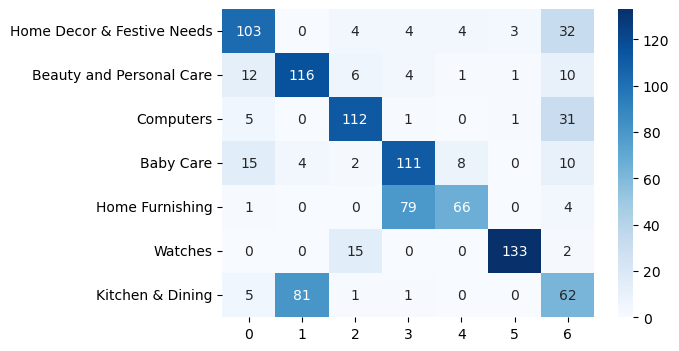 Home Decor & Festive Needs 103 0 4 4 4 3 32
Beauty and Personal Care 12 116 6 4 1 1 10
Computers 5 0 112 1 0 1 31
Baby Care 15 4 2 111 8 0 10
Home Furnishing 1 0 0 79 66 0 4
Watches 0 0 15 0 0 133 2
Kitchen & Dining 5 81 1 1 0 0 62
0 1 2 3 4 5 6
120
100
80
60
40
20
0